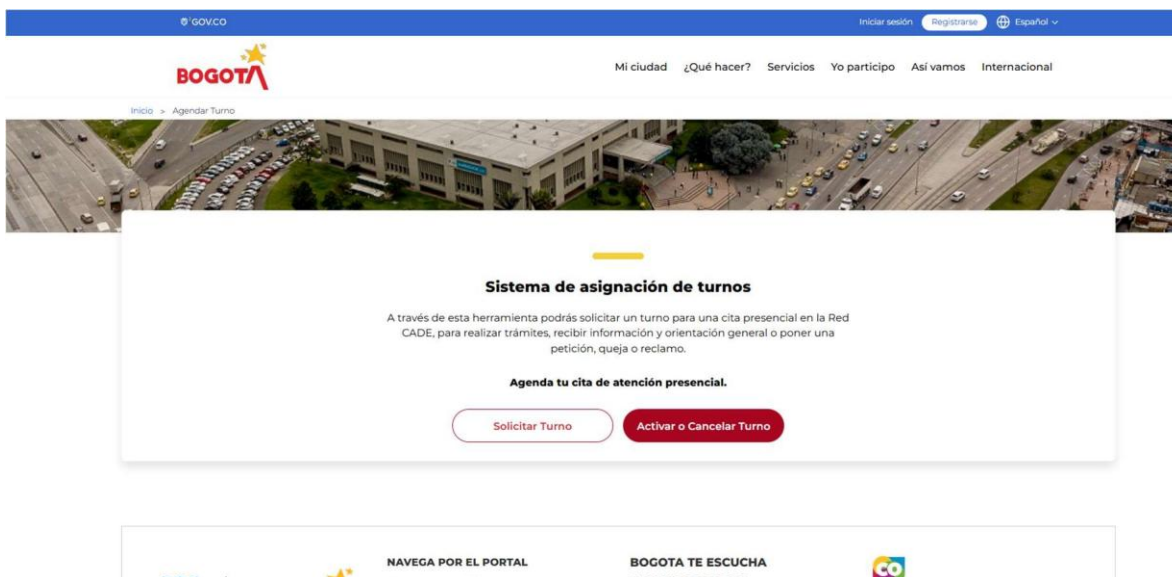 GOV.CO
Iniciar sesión Registrarse Español
BOGOTA
Mi ciudad ¿Qué hacer? Servicios Yo participo Así vamos Internacional
Inicio > Agendar Turno
Sistema de asignación de turnos
A través de esta herramienta podrás solicitar un turno para una cita presencial en la Red
CADE, para realizar trámites, recibir información y orientación general o poner una
petición, queja o reclamo.
Agenda tu cita de atención presencial.
Solicitar Turno Activar o Cancelar Turno
NAVEGA POR EL PORTAL BOGOTA TE ESCUCHA CO